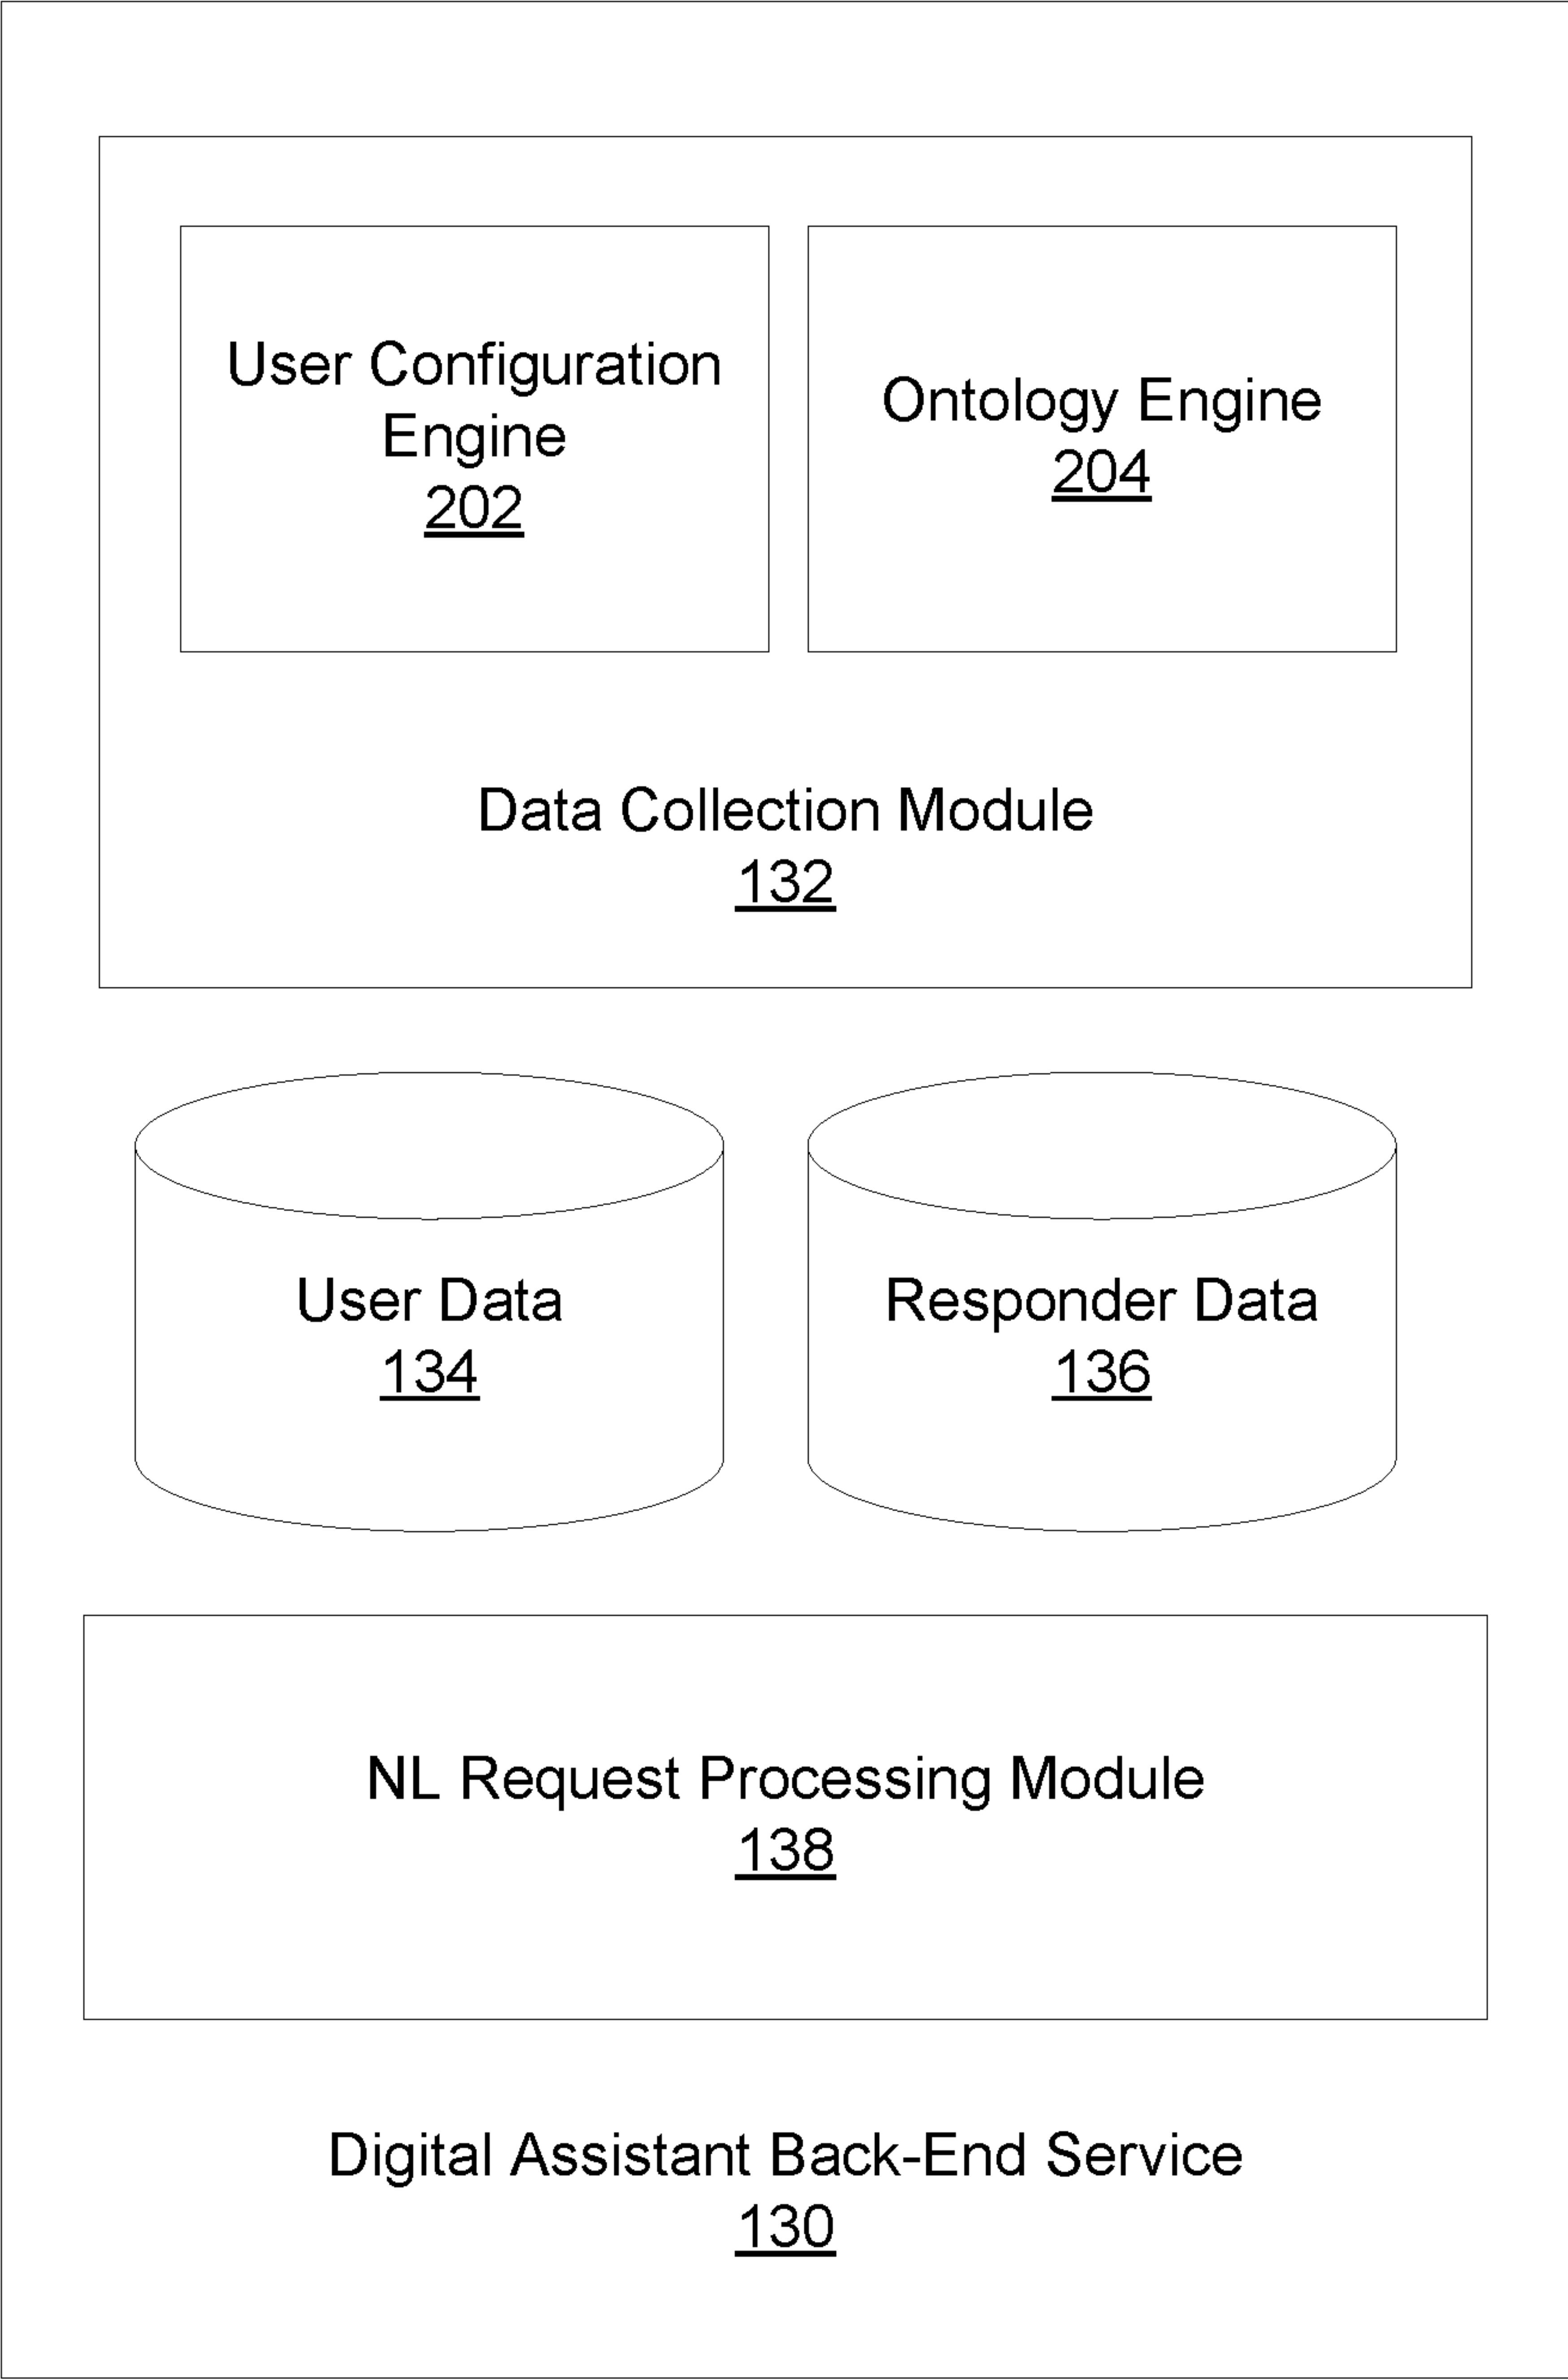 User Configuration
Engine
202
Ontology Engine
204
Data Collection Module
132
User Data
134
Responder Data
136
NL Request Processing Module
138
Digital Assistant Back-End Service
130